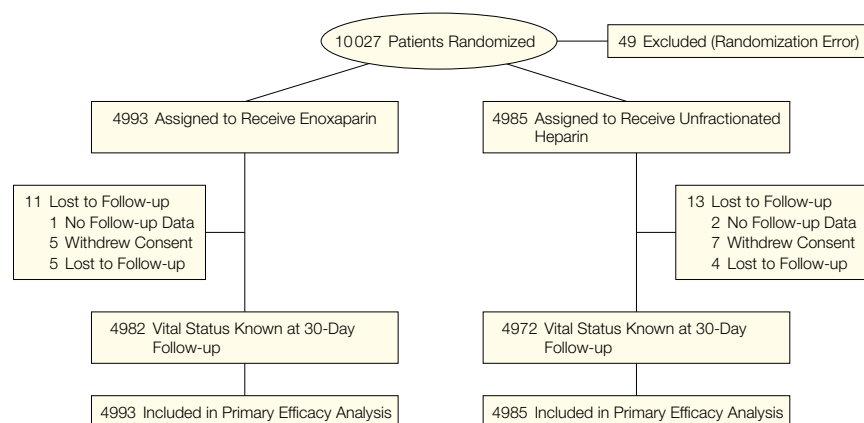 10027 Patients Randomized
49 Excluded (Randomization Error)
4993 Assigned to Receive Enoxaparin
4985 Assigned to Receive Unfractionated
Heparin
11 Lost to Follow-up
1 No Follow-up Data
5 Withdrew Consent
5 Lost to Follow-up
13 Lost to Follow-up
2 No Follow-up Data
7 Withdrew Consent
4 Lost to Follow-up
4982 Vital Status Known at 30-Day
Follow-up
4972 Vital Status Known at 30-Day
Follow-up
4993 Included in Primary Efficacy Analysis
4985 Included in Primary Efficacy Analysis